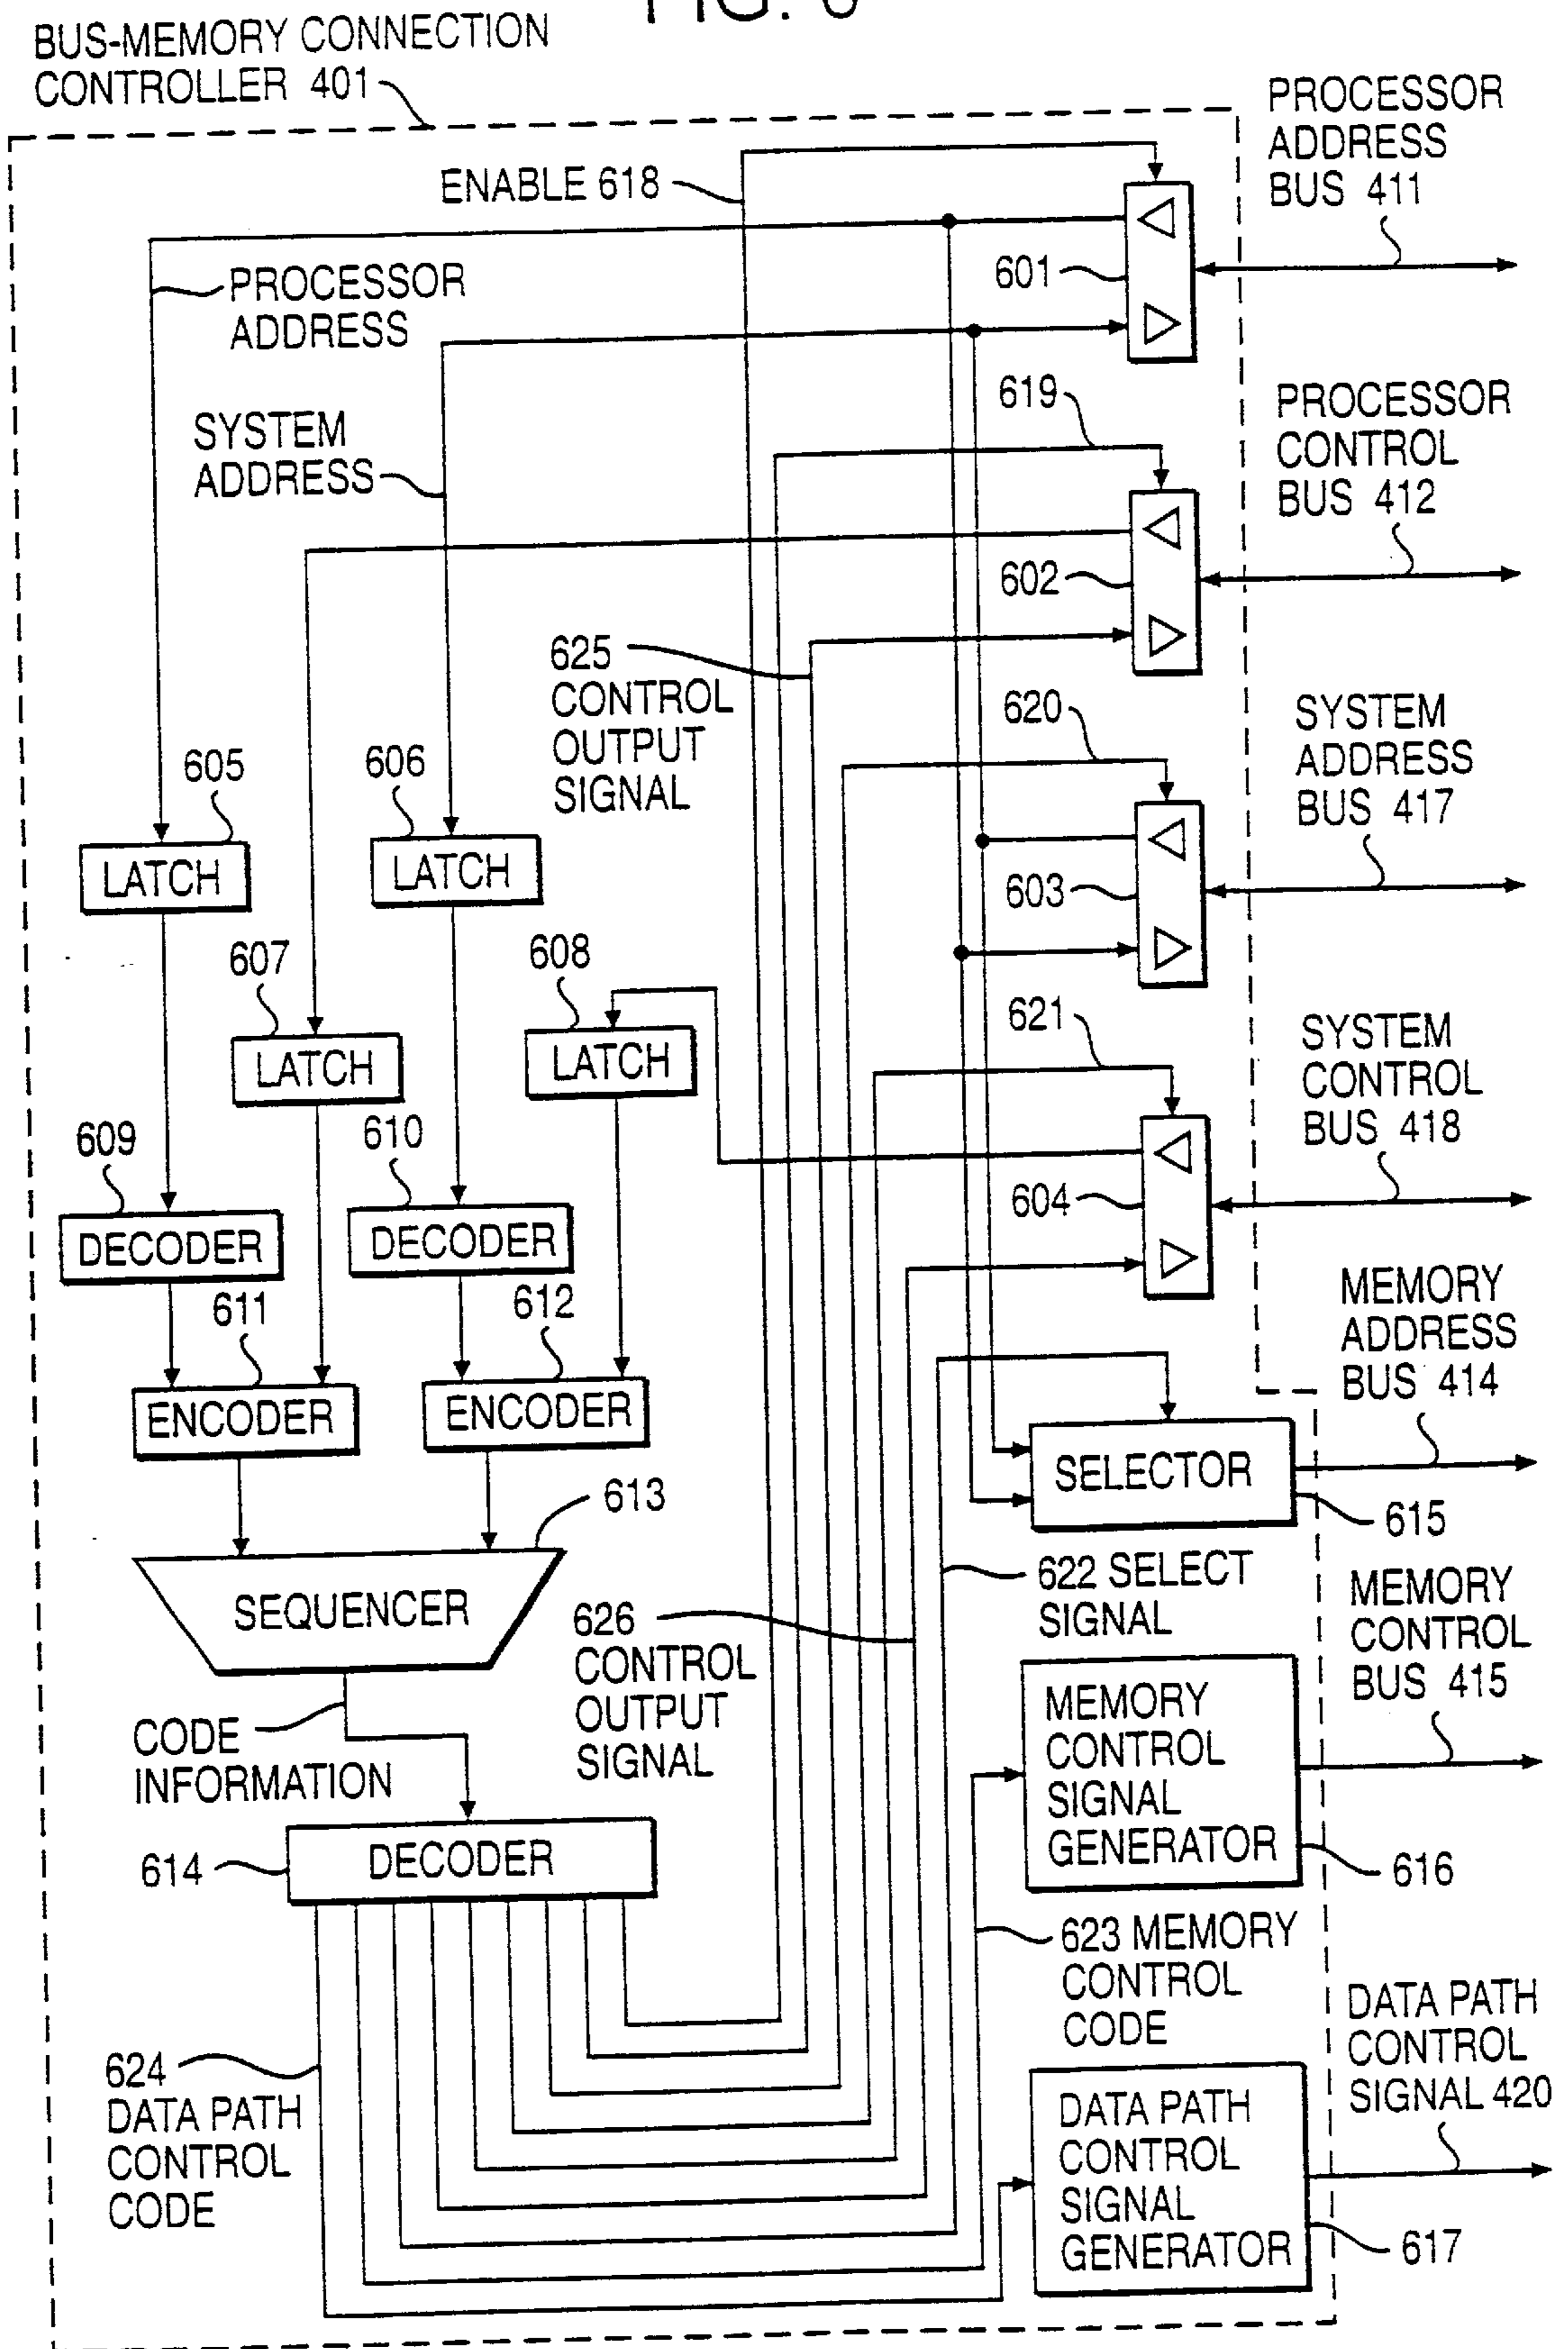 BUS-MEMORY CONNECTION
CONTROLLER 401
PROCESSOR
ADDRESS
BUS 411
ENABLE 618
601
PROCESSOR
ADDRESS
619
PROCESSOR
CONTROL
BUS 412
SYSTEM
ADDRESS
602
625
CONTROL
OUTPUT
SIGNAL
620
SYSTEM
ADDRESS
BUS 417
605
606
LATCH
LATCH
603
607
608
LATCH
LATCH
621
SYSTEM
CONTROL
BUS 418
609
610
DECODER
DECODER
604
611
612
ENCODER
ENCODER
MEMORY
ADDRESS
BUS 414
SELECTOR
615
613
SEQUENCER
622 SELECT
SIGNAL
626
CONTROL
OUTPUT
SIGNAL
MEMORY
CONTROL
BUS 415
MEMORY
CONTROL
SIGNAL
GENERATOR
616
CODE
INFORMATION
614
DECODER
623 MEMORY
CONTROL
CODE
624
DATA PATH
CONTROL
CODE
DATA PATH
CONTROL
SIGNAL 420
DATA PATH
CONTROL
SIGNAL
GENERATOR
617